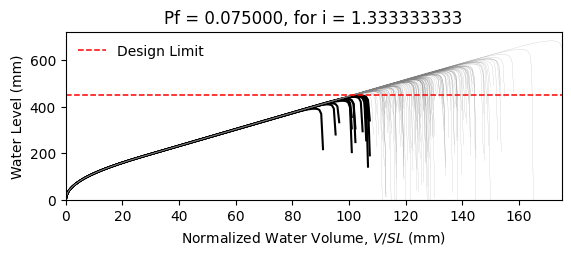 Pf = 0.075000, for i = 1.333333333
Design Limit
Water Level (mm)
600
400
200
0
0 20 40 60 80 100 120 140 160
Normalized Water Volume, V/SL (mm)